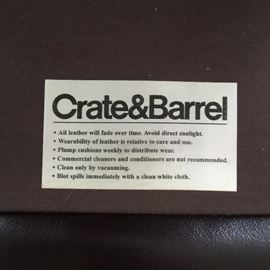 Crate&Barrel
• All leather will fade over time. Avoid direct sunlight.
• Wearability of leather is relative to care and use.
• Plump cushions weekly to distribute wear.
• Commercial cleaners and conditioners are not recommended.
• Clean only by vacuuming.
• Blot spills immediately with a clean white cloth.